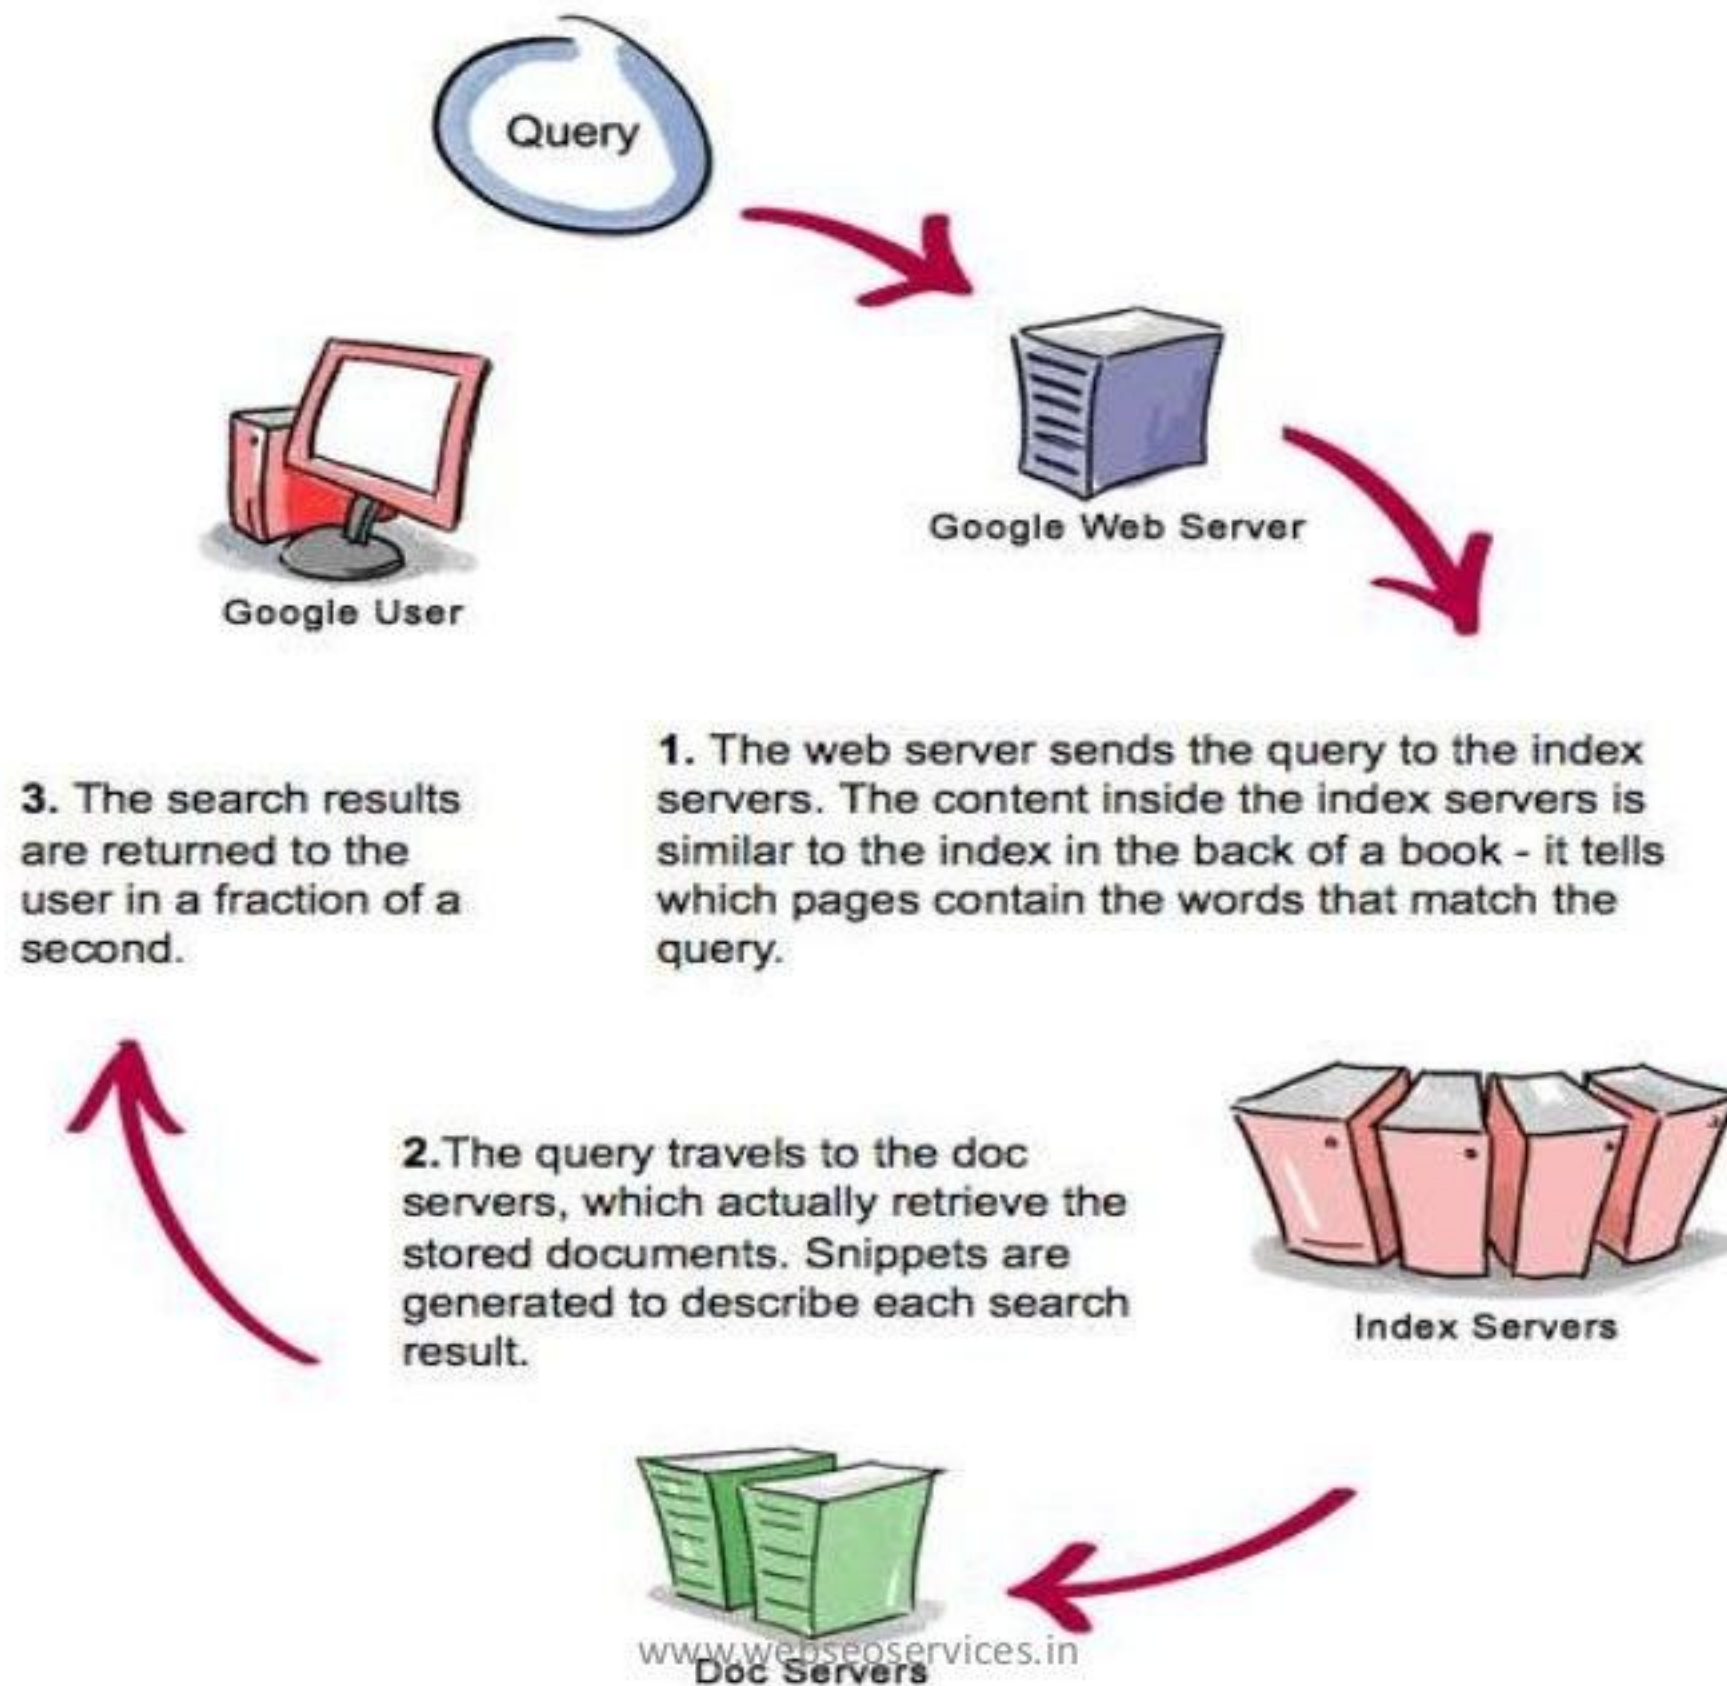 Query
Google Web Server
Google User
1. The web server sends the query to the index
servers. The content inside the index servers is
similar to the index in the back of a book - it tells
which pages contain the words that match the
query.
3. The search results
are returned to the
user in a fraction of a
second.
2.The query travels to the doc
servers, which actually retrieve the
stored documents. Snippets are
generated to describe each search
result.
Index Servers
www.webseoservices.in
Doc Servers